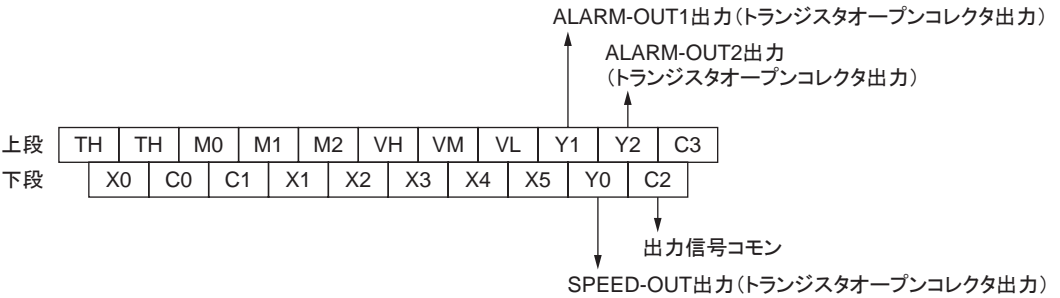 ALARM-OUT1出力（トランジスタオープンコレクタ出力）
ALARM-OUT2出力
（トランジスタオープンコレクタ出力）
上段 TH TH M0 M1 M2 VH VM VL Y1 Y2 C3
下段 X0 C0 C1 X1 X2 X3 X4 X5 Y0 C2
出力信号コモン
SPEED-OUT出力（トランジスタオープンコレクタ出力）